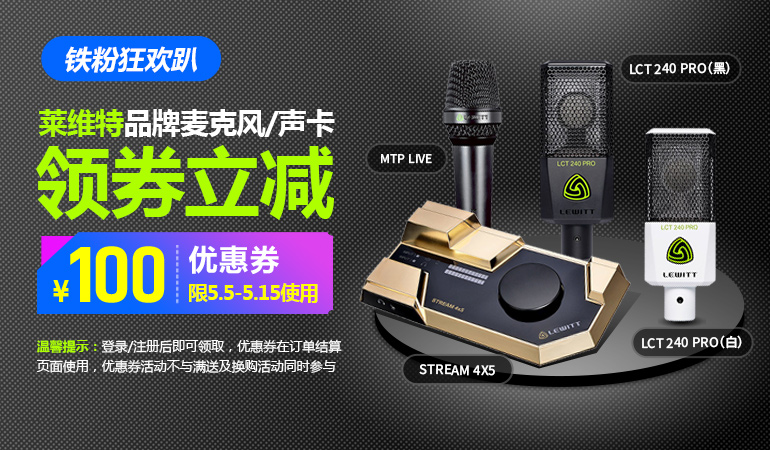 铁粉狂欢趴
莱维特品牌麦克风/声卡
领券立减
¥100
优惠券
限5.5-5.15使用
温馨提示：登录/注册后即可领取，优惠券在订单结算
页面使用，优惠券活动不与满送及换购活动同时参与
LCT 240 PRO(黑)
MTP LIVE
LEWITT
LCT 240 PRO
LEWITT
LCT 240 PRO
LEWITT
STREAM 4x5
LEWITT
LCT 240 PRO(白)
STREAM 4X5